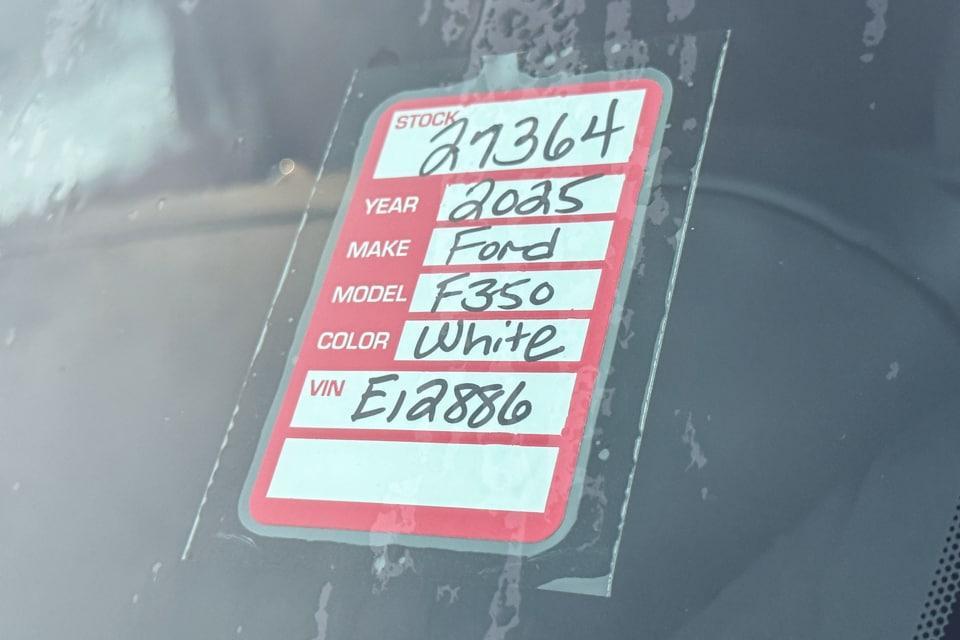 STOCK 27364
YEAR 2025
MAKE Ford
MODEL F350
COLOR White
VIN E12886